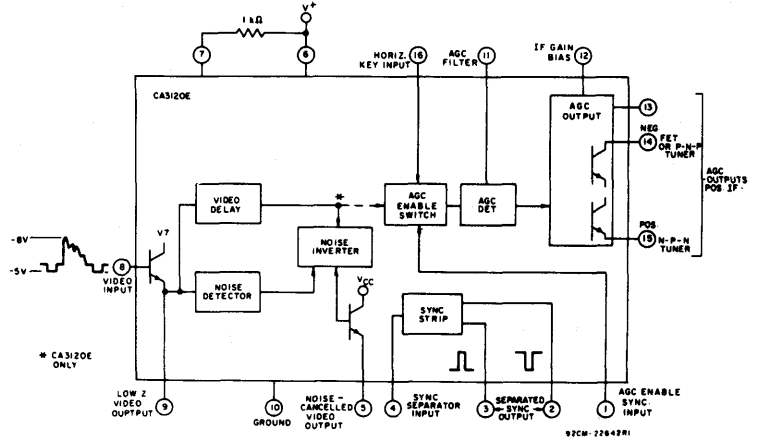 1 kΩ
V+
7
6
HORIZ.
KEY INPUT
16
AGC
FILTER
11
IF GAIN
BIAS
12
CA3120E
AGC
OUTPUT
13
NEG
14
FET
OR P-N-P
TUNER
AGC
OUTPUTS
POS. IF-
POS.
15
N-P-N
TUNER
VIDEO
DELAY
*
AGC
ENABLE
SWITCH
AGC
DET
NOISE
INVERTER
-8V
-5V
8
VIDEO
INPUT
V7
NOISE
DETECTOR
VCC
SYNC
STRIP
* CA3120E
ONLY
LOW Z
VIDEO OUPTPUT
9
10
GROUND
NOISE-
CANCELLED
VIDEO
OUTPUT
5
4
SYNC
SEPARATOR
INPUT
3
SEPARATED
SYNC OUTPUT
2
1
AGC ENABLE
SYNC.
INPUT
92CM-22642R1